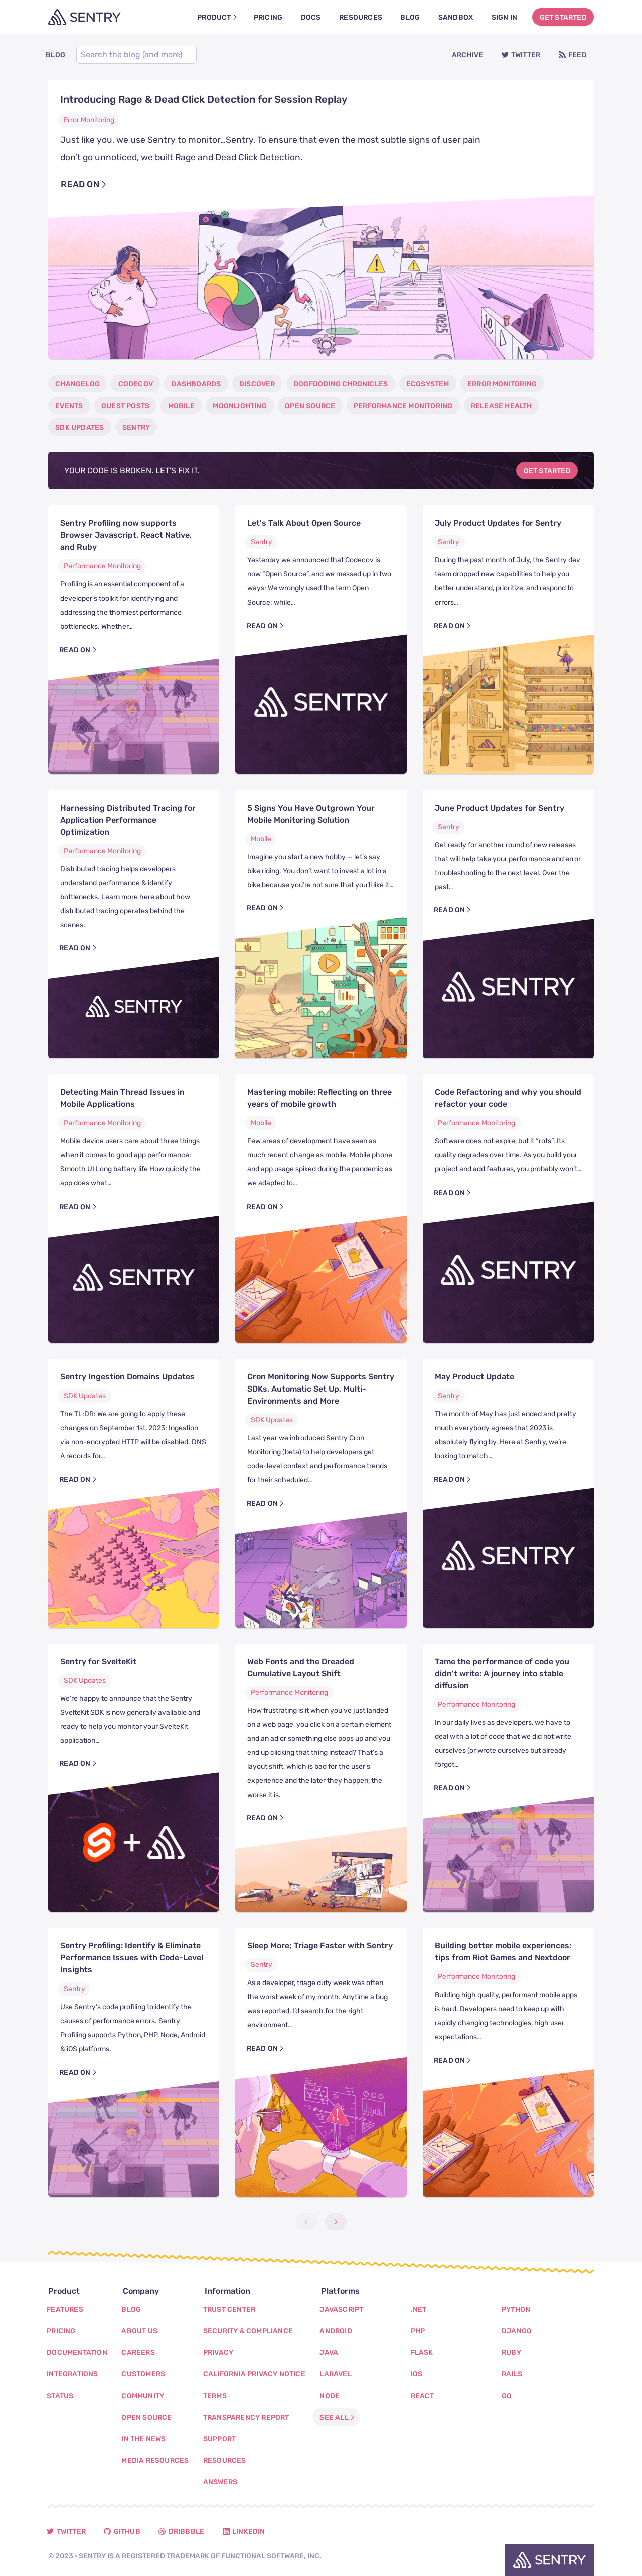 SENTRY
PRODUCT
PRICING
DOCS
RESOURCES
BLOG
SANDBOX
SIGN IN
GET STARTED
BLOG
Search the blog (and more)
ARCHIVE
TWITTER
FEED
Introducing Rage & Dead Click Detection for Session Replay
Error Monitoring
Just like you, we use Sentry to monitor…Sentry. To ensure that even the most subtle signs of user pain
don't go unnoticed, we built Rage and Dead Click Detection.
READ ON
CHANGELOG
CODECOV
DASHBOARDS
DISCOVER
DOGFOODING CHRONICLES
ECOSYSTEM
ERROR MONITORING
EVENTS
GUEST POSTS
MOBILE
MOONLIGHTING
OPEN SOURCE
PERFORMANCE MONITORING
RELEASE HEALTH
SDK UPDATES
SENTRY
YOUR CODE IS BROKEN. LET'S FIX IT.
GET STARTED
Sentry Profiling now supports
Browser Javascript, React Native,
and Ruby
Performance Monitoring
Profiling is an essential component of a
developer's toolkit for identifying and
addressing the thorniest performance
bottlenecks. Whether…
READ ON
Let's Talk About Open Source
Sentry
Yesterday we announced that Codecov is
now "Open Source", and we messed up in two
ways: We wrongly used the term Open
Source; while…
READ ON
SENTRY
July Product Updates for Sentry
Sentry
During the past month of July, the Sentry dev
team dropped new capabilities to help you
better understand, prioritize, and respond to
errors…
READ ON
Harnessing Distributed Tracing for
Application Performance
Optimization
Performance Monitoring
Distributed tracing helps developers
understand performance & identify
bottlenecks. Learn more here about how
distributed tracing operates behind the
scenes.
READ ON
SENTRY
5 Signs You Have Outgrown Your
Mobile Monitoring Solution
Mobile
Imagine you start a new hobby — let's say
bike riding. You don't want to invest a lot in a
bike because you're not sure that you'll like it…
READ ON
June Product Updates for Sentry
Sentry
Get ready for another round of new releases
that will help take your performance and error
troubleshooting to the next level. Over the
past…
READ ON
SENTRY
Detecting Main Thread Issues in
Mobile Applications
Performance Monitoring
Mobile device users care about three things
when it comes to good app performance:
Smooth UI Long battery life How quickly the
app does what…
READ ON
SENTRY
Mastering mobile: Reflecting on three
years of mobile growth
Mobile
Few areas of development have seen as
much recent change as mobile. Mobile phone
and app usage spiked during the pandemic as
we adapted to…
READ ON
Code Refactoring and why you should
refactor your code
Performance Monitoring
Software does not expire, but it "rots". Its
quality degrades over time. As you build your
project and add features, you probably won't…
READ ON
SENTRY
Sentry Ingestion Domains Updates
SDK Updates
The TL;DR: We are going to apply these
changes on September 1st, 2023: Ingestion
via non-encrypted HTTP will be disabled. DNS
A records for…
READ ON
Cron Monitoring Now Supports Sentry
SDKs, Automatic Set Up, Multi-
Environments and More
SDK Updates
Last year we introduced Sentry Cron
Monitoring (beta) to help developers get
code-level context and performance trends
for their scheduled…
READ ON
May Product Update
Sentry
The month of May has just ended and pretty
much everybody agrees that 2023 is
absolutely flying by. Here at Sentry, we're
looking to match…
READ ON
SENTRY
Sentry for SvelteKit
SDK Updates
We're happy to announce that the Sentry
SvelteKit SDK is now generally available and
ready to help you monitor your SvelteKit
application…
READ ON
+
Web Fonts and the Dreaded
Cumulative Layout Shift
Performance Monitoring
How frustrating is it when you've just landed
on a web page, you click on a certain element
and an ad or something else pops up and you
end up clicking that thing instead? That's a
layout shift, which is bad for the user's
experience and the later they happen, the
worse it is.
READ ON
Tame the performance of code you
didn't write: A journey into stable
diffusion
Performance Monitoring
In our daily lives as developers, we have to
deal with a lot of code that we did not write
ourselves (or wrote ourselves but already
forgot…
READ ON
Sentry Profiling: Identify & Eliminate
Performance Issues with Code-Level
Insights
Sentry
Use Sentry's code profiling to identify the
causes of performance errors. Sentry
Profiling supports Python, PHP, Node, Android
& iOS platforms.
READ ON
Sleep More; Triage Faster with Sentry
Sentry
As a developer, triage duty week was often
the worst week of my month. Anytime a bug
was reported, I'd search for the right
environment…
READ ON
Building better mobile experiences:
tips from Riot Games and Nextdoor
Performance Monitoring
Building high quality, performant mobile apps
is hard. Developers need to keep up with
rapidly changing technologies, high user
expectations…
READ ON
Product
FEATURES
PRICING
DOCUMENTATION
INTEGRATIONS
STATUS
Company
BLOG
ABOUT US
CAREERS
CUSTOMERS
COMMUNITY
OPEN SOURCE
IN THE NEWS
MEDIA RESOURCES
Information
TRUST CENTER
SECURITY & COMPLIANCE
PRIVACY
CALIFORNIA PRIVACY NOTICE
TERMS
TRANSPARENCY REPORT
SUPPORT
RESOURCES
ANSWERS
Platforms
JAVASCRIPT
ANDROID
JAVA
LARAVEL
NODE
SEE ALL
.NET
PHP
FLASK
IOS
REACT
PYTHON
DJANGO
RUBY
RAILS
GO
TWITTER
GITHUB
DRIBBBLE
LINKEDIN
© 2023 • SENTRY IS A REGISTERED TRADEMARK OF FUNCTIONAL SOFTWARE, INC.
SENTRY